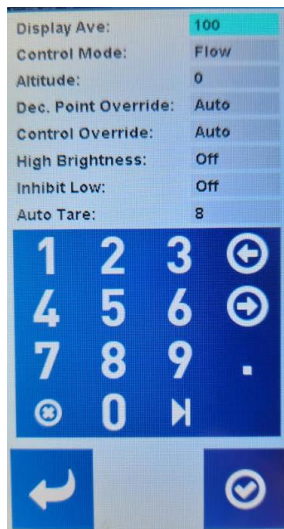 Display Ave: 100
Control Mode: Flow
Altitude: 0
Dec. Point Override: Auto
Control Override: Auto
High Brightness: Off
Inhibit Low: Off
Auto Tare: 8
1 2 3
4 5 6
7 8 9 .
0